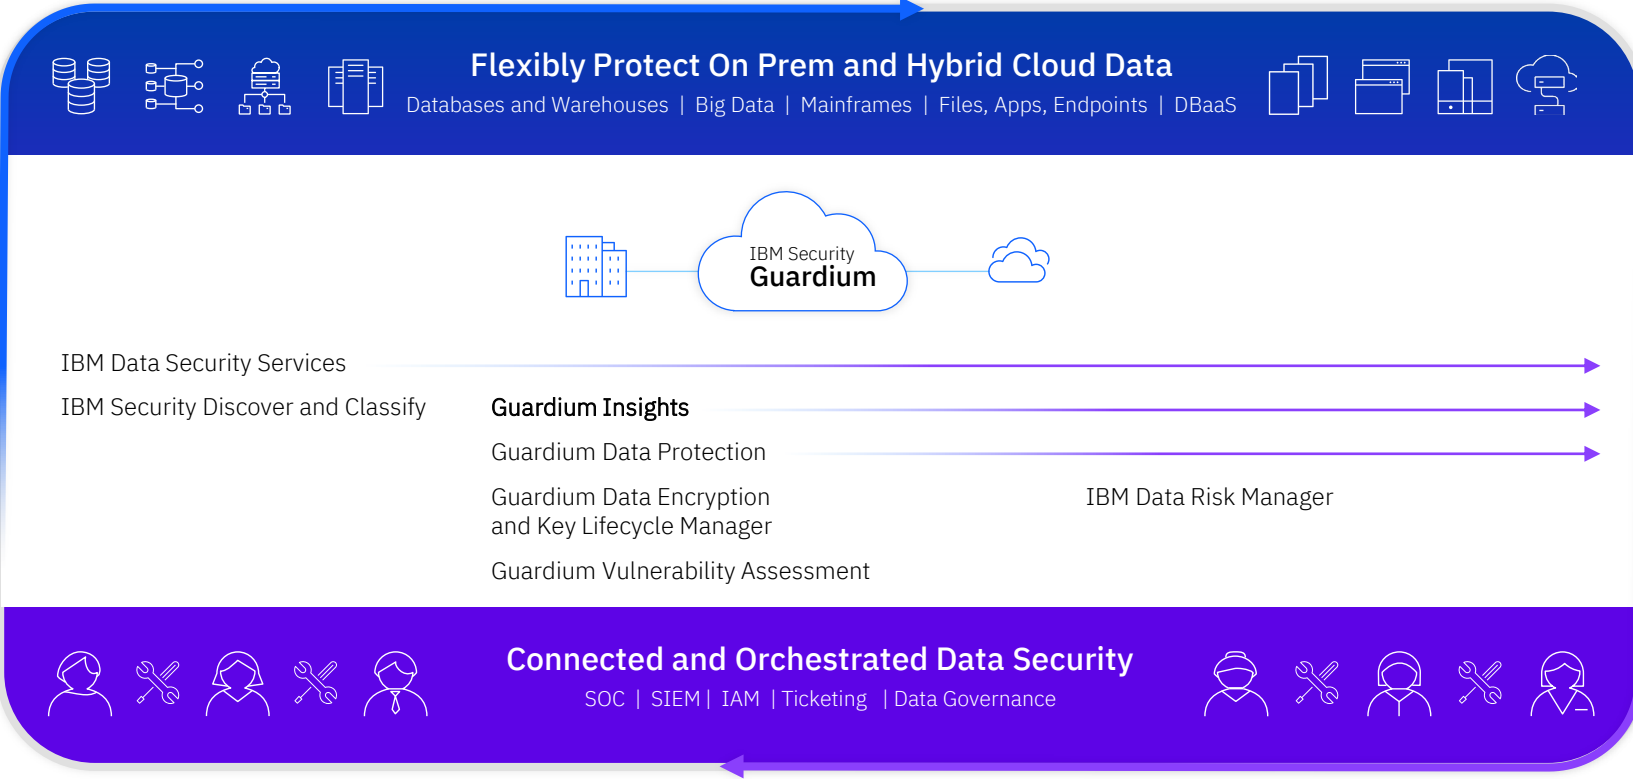 Flexibly Protect On Prem and Hybrid Cloud Data
Databases and Warehouses | Big Data | Mainframes | Files, Apps, Endpoints | DBaaS
IBM Security
Guardium
IBM Data Security Services
IBM Security Discover and Classify
Guardium Insights
Guardium Data Protection
Guardium Data Encryption
and Key Lifecycle Manager
IBM Data Risk Manager
Guardium Vulnerability Assessment
Connected and Orchestrated Data Security
SOC | SIEM | IAM | Ticketing | Data Governance